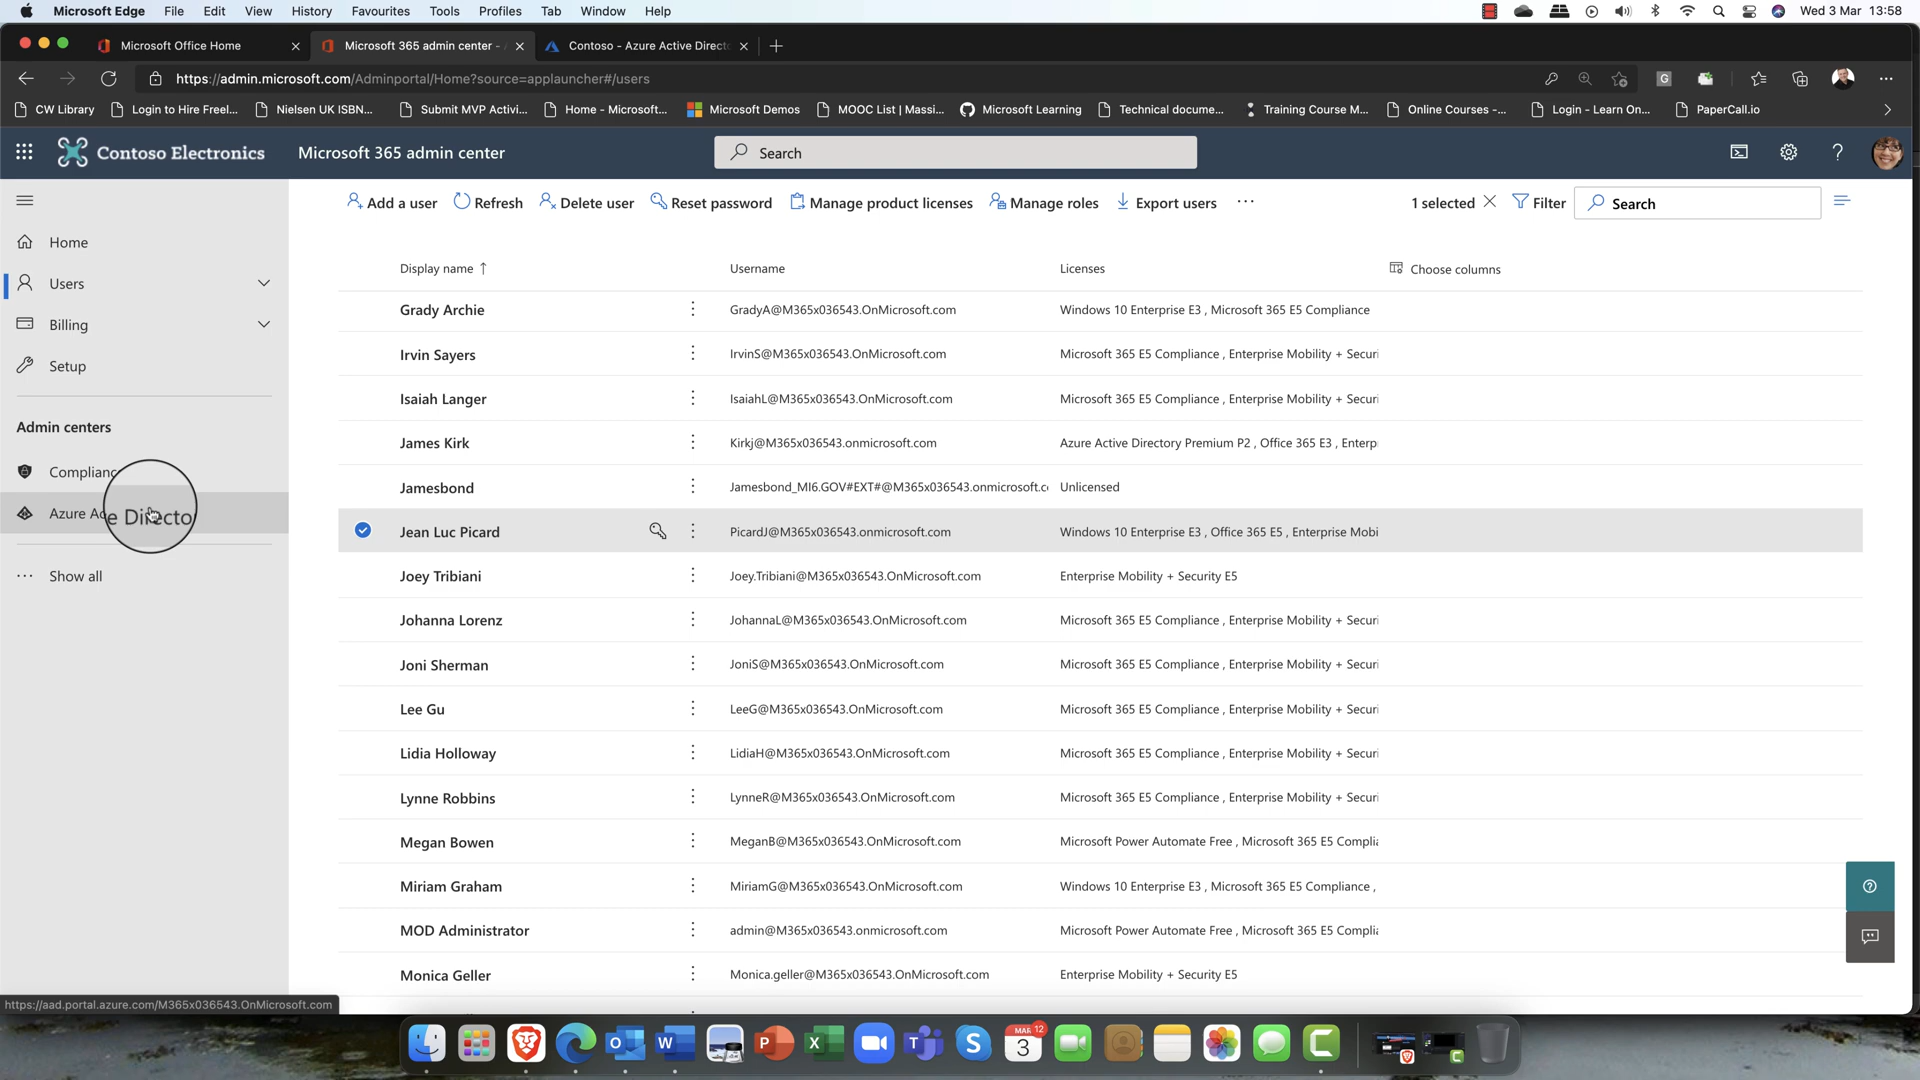 Microsoft Edge File Edit View History Favourites Tools Profiles Tab Window Help Wed 3 Mar 13:58
Microsoft Office Home Microsoft 365 admin center - Contoso - Azure Active Direct
https://admin.microsoft.com/Adminportal/Home?source=applauncher#/users
CW Library Login to Hire Freel... Nielsen UK ISBN... Submit MVP Activi... Home - Microsoft... Microsoft Demos MOOC List | Massi... Microsoft Learning Technical docume... Training Course M... Online Courses -... Login - Learn On... PaperCall.io
Contoso Electronics Microsoft 365 admin center Search
Add a user Refresh Delete user Reset password Manage product licenses Manage roles Export users 1 selected Filter Search
Home
Users
Billing
Setup
Admin centers
Complianc
Azure Ac e Directo
Show all
Display name ↑ Username Licenses Choose columns
Grady Archie GradyA@M365x036543.OnMicrosoft.com Windows 10 Enterprise E3 , Microsoft 365 E5 Compliance
Irvin Sayers IrvinS@M365x036543.OnMicrosoft.com Microsoft 365 E5 Compliance , Enterprise Mobility + Securi
Isaiah Langer IsaiahL@M365x036543.OnMicrosoft.com Microsoft 365 E5 Compliance , Enterprise Mobility + Securi
James Kirk Kirkj@M365x036543.onmicrosoft.com Azure Active Directory Premium P2 , Office 365 E3 , Enterp
Jamesbond Jamesbond_MI6.GOV#EXT#@M365x036543.onmicrosoft.c Unlicensed
Jean Luc Picard PicardJ@M365x036543.onmicrosoft.com Windows 10 Enterprise E3 , Office 365 E5 , Enterprise Mobi
Joey Tribiani Joey.Tribiani@M365x036543.OnMicrosoft.com Enterprise Mobility + Security E5
Johanna Lorenz JohannaL@M365x036543.OnMicrosoft.com Microsoft 365 E5 Compliance , Enterprise Mobility + Securi
Joni Sherman JoniS@M365x036543.OnMicrosoft.com Microsoft 365 E5 Compliance , Enterprise Mobility + Securi
Lee Gu LeeG@M365x036543.OnMicrosoft.com Microsoft 365 E5 Compliance , Enterprise Mobility + Securi
Lidia Holloway LidiaH@M365x036543.OnMicrosoft.com Microsoft 365 E5 Compliance , Enterprise Mobility + Securi
Lynne Robbins LynneR@M365x036543.OnMicrosoft.com Microsoft 365 E5 Compliance , Enterprise Mobility + Securi
Megan Bowen MeganB@M365x036543.OnMicrosoft.com Microsoft Power Automate Free , Microsoft 365 E5 Compli
Miriam Graham MiriamG@M365x036543.OnMicrosoft.com Windows 10 Enterprise E3 , Microsoft 365 E5 Compliance ,
MOD Administrator admin@M365x036543.onmicrosoft.com Microsoft Power Automate Free , Microsoft 365 E5 Compli
Monica Geller Monica.geller@M365x036543.OnMicrosoft.com Enterprise Mobility + Security E5
https://aad.portal.azure.com/M365x036543.OnMicrosoft.com
MAR 12
3